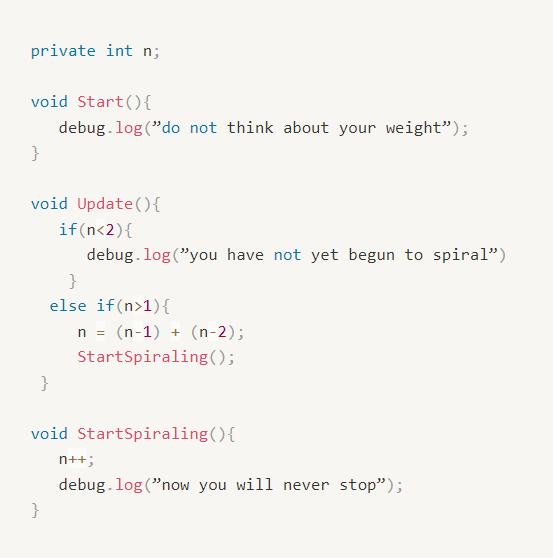 private int n;
void Start(){
debug.log(”do not think about your weight”);
}
void Update(){
if(n<2){
debug.log(”you have not yet begun to spiral”)
}
else if(n>1){
n = (n-1) + (n-2);
StartSpiraling();
}
void StartSpiraling(){
n++;
debug.log(”now you will never stop”);
}